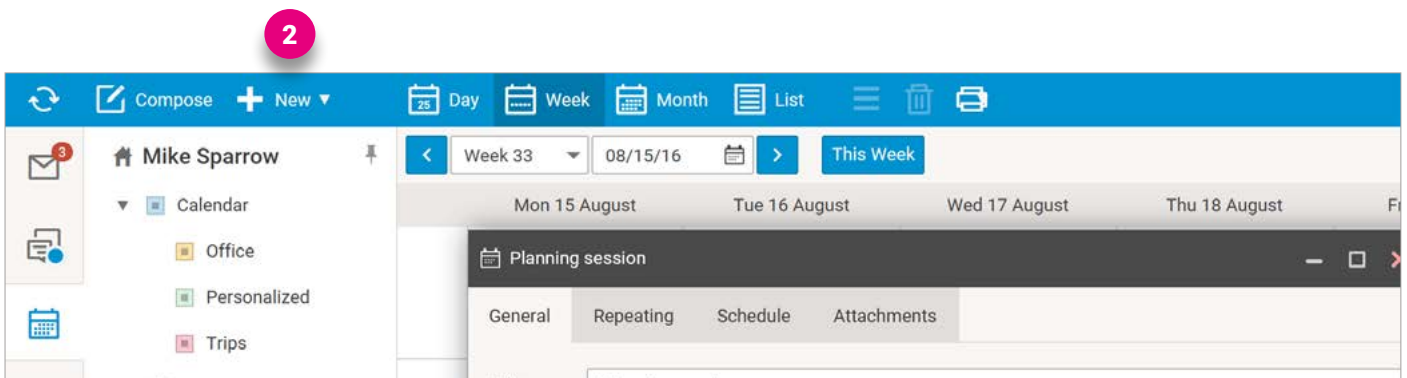 2
Compose New ▼ 25 Day Week Month List
3
Mike Sparrow
Week 33 08/15/16 This Week
Calendar
Mon 15 August Tue 16 August Wed 17 August Thu 18 August
Office
Planning session
Personalized
General Repeating Schedule Attachments
Trips